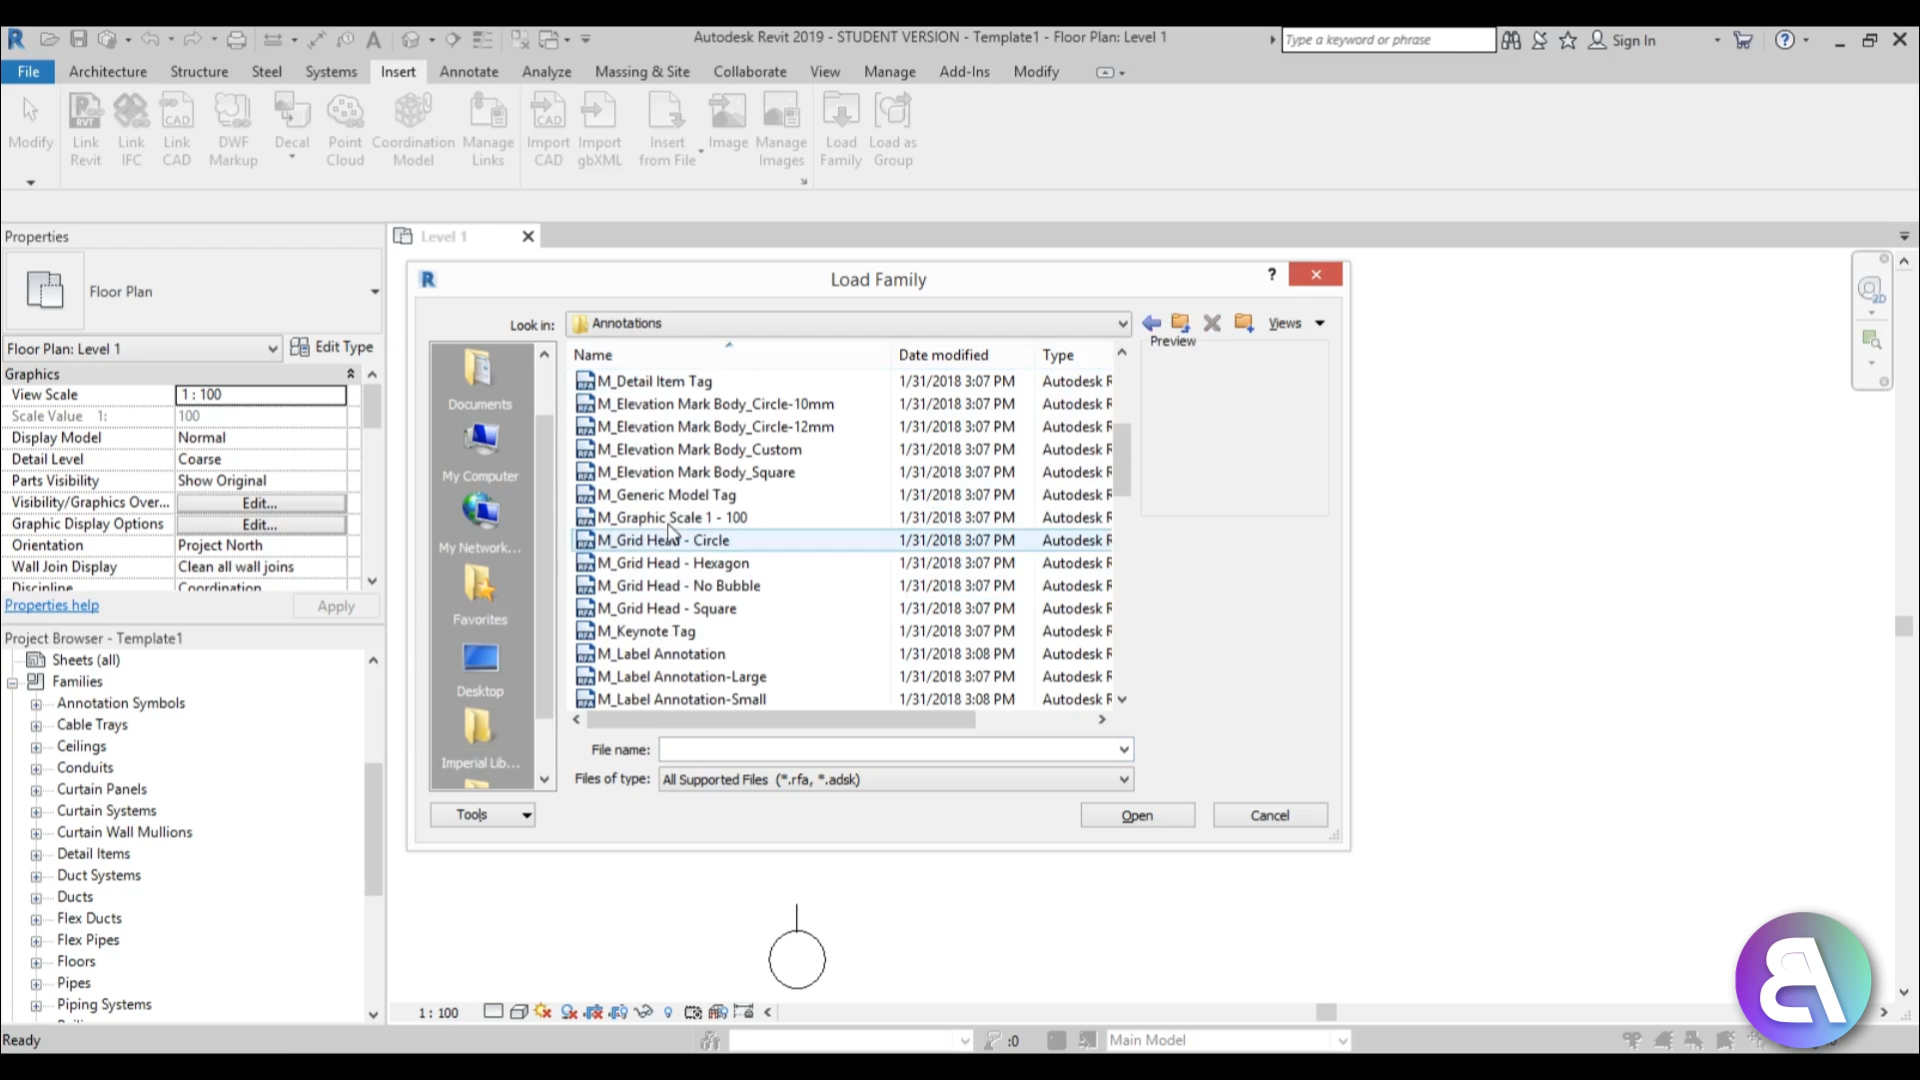 Autodesk Revit 2019 - STUDENT VERSION - Template1 - Floor Plan: Level 1
Type a keyword or phrase
Sign In
File Architecture Structure Steel Systems Insert Annotate Analyze Massing & Site Collaborate View Manage Add-Ins Modify
Modify
Link Revit
Link IFC
Link CAD
DWF Markup
Decal
Point Cloud
Coordination Model
Manage Links
Import CAD
Import gbXML
Insert from File
Image
Manage Images
Load Family
Load as Group
Properties
Level 1
Floor Plan
Floor Plan: Level 1
Edit Type
Graphics
View Scale 1 : 100
Scale Value 1: 100
Display Model Normal
Detail Level Coarse
Parts Visibility Show Original
Visibility/Graphics Over... Edit...
Graphic Display Options Edit...
Orientation Project North
Wall Join Display Clean all wall joins
Discipline Coordination
Properties help
Apply
Project Browser - Template1
Sheets (all)
Families
Annotation Symbols
Cable Trays
Ceilings
Conduits
Curtain Panels
Curtain Systems
Curtain Wall Mullions
Detail Items
Duct Systems
Ducts
Flex Ducts
Flex Pipes
Floors
Pipes
Piping Systems
Load Family
Look in: Annotations
Views
Preview
Documents
My Computer
My Network...
Favorites
Desktop
Imperial Lib...
Name Date modified Type
M_Detail Item Tag 1/31/2018 3:07 PM Autodesk R
M_Elevation Mark Body_Circle-10mm 1/31/2018 3:07 PM Autodesk R
M_Elevation Mark Body_Circle-12mm 1/31/2018 3:07 PM Autodesk R
M_Elevation Mark Body_Custom 1/31/2018 3:07 PM Autodesk R
M_Elevation Mark Body_Square 1/31/2018 3:07 PM Autodesk R
M_Generic Model Tag 1/31/2018 3:07 PM Autodesk R
M_Graphic Scale 1 - 100 1/31/2018 3:07 PM Autodesk R
M_Grid Head - Circle 1/31/2018 3:07 PM Autodesk R
M_Grid Head - Hexagon 1/31/2018 3:07 PM Autodesk R
M_Grid Head - No Bubble 1/31/2018 3:07 PM Autodesk R
M_Grid Head - Square 1/31/2018 3:07 PM Autodesk R
M_Keynote Tag 1/31/2018 3:07 PM Autodesk R
M_Label Annotation 1/31/2018 3:08 PM Autodesk R
M_Label Annotation-Large 1/31/2018 3:07 PM Autodesk R
M_Label Annotation-Small 1/31/2018 3:08 PM Autodesk R
File name:
Files of type: All Supported Files (*.rfa, *.adsk)
Tools
Open
Cancel
1 : 100
Ready
:0
Main Model